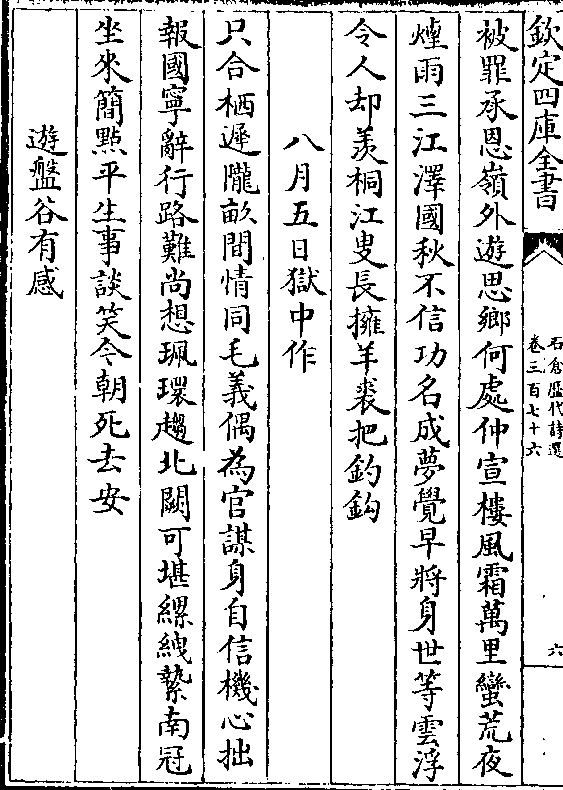 欽定四庫全書
石倉歷代詩選
卷三百七十六
六
被罪承恩嶺外遊思鄉何處仲宣樓風霜萬里蠻荒夜
煙雨三江澤國秋不信功名成夢覺早將身世等雲浮
令人却羨桐江叟長擁羊裘把釣鈎
八月五日獄中作
只合栖遲隴畝間情同毛義偶為官謀身自信機心拙
報國寧辭行路難尚想珮環趨北闕可堪縲絏縶南冠
坐來簡點平生事談笑今朝死去安
遊盤谷有感